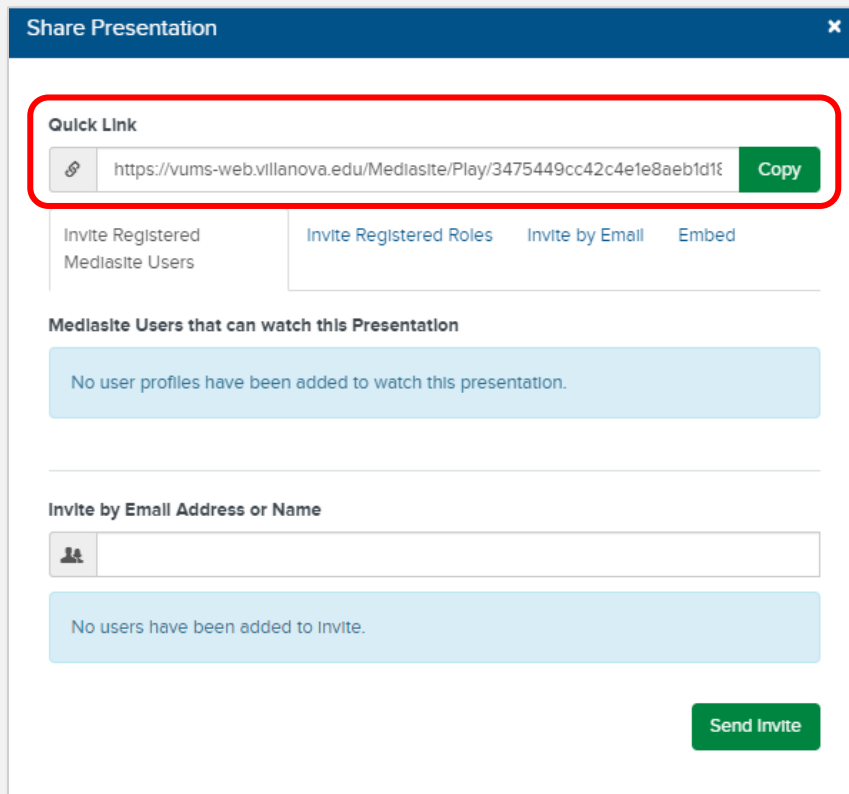 Share Presentation ×
Quick Link
https://vums-web.villanova.edu/Mediasite/Play/3475449cc42c4e1e8aeb1d18 Copy
Invite Registered Invite Registered Roles Invite by Email Embed
Mediasite Users
Mediasite Users that can watch this Presentation
No user profiles have been added to watch this presentation.
Invite by Email Address or Name
No users have been added to invite.
Send Invite